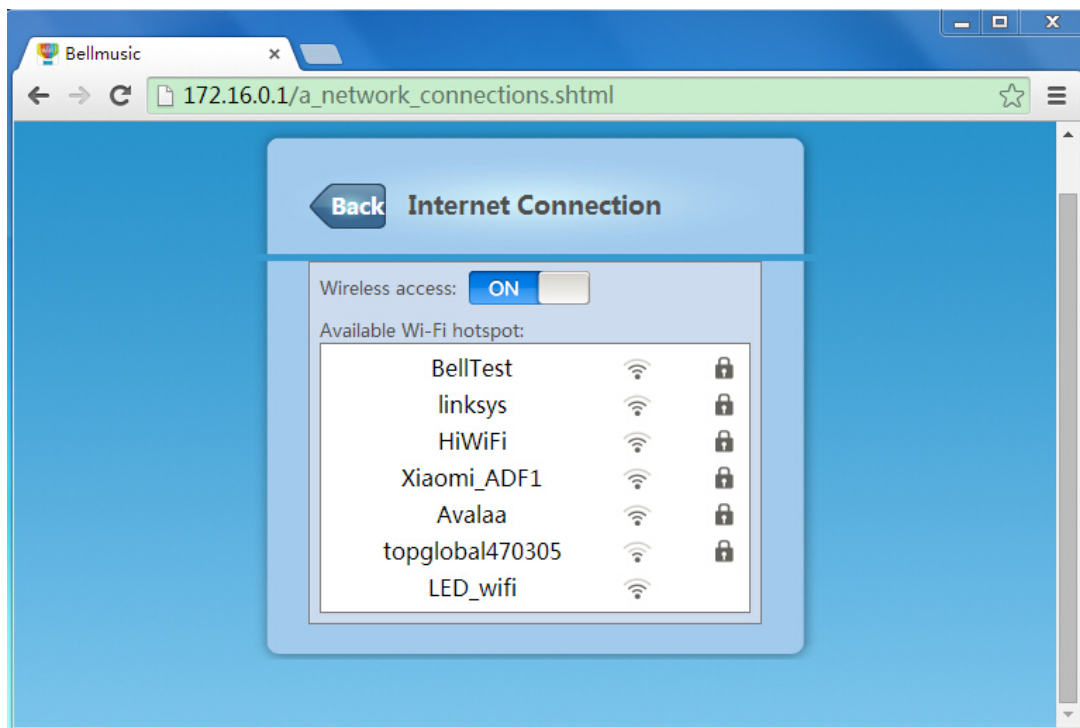 Bellmusic
172.16.0.1/a_network_connections.shtml
Back Internet Connection
Wireless access: ON
Available Wi-Fi hotspot:
BellTest
linksys
HiWiFi
Xiaomi_ADF1
Avalaa
topglobal470305
LED_wifi